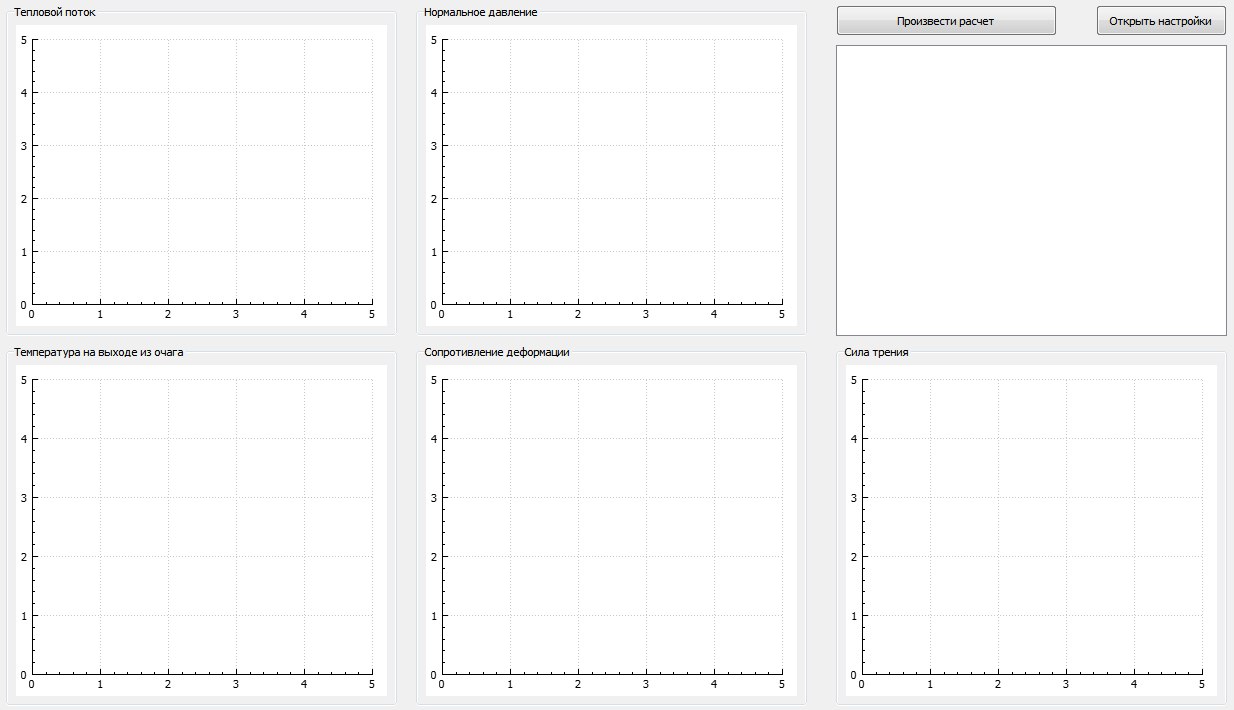 Тепловой поток
5
4
3
2
1
0
0 1 2 3 4 5
Нормальное давление
5
4
3
2
1
0
0 1 2 3 4 5
Произвести расчет
Открыть настройки
Температура на выходе из очага
5
4
3
2
1
0
0 1 2 3 4 5
Сопротивление деформации
5
4
3
2
1
0
0 1 2 3 4 5
Сила трения
5
4
3
2
1
0
0 1 2 3 4 5